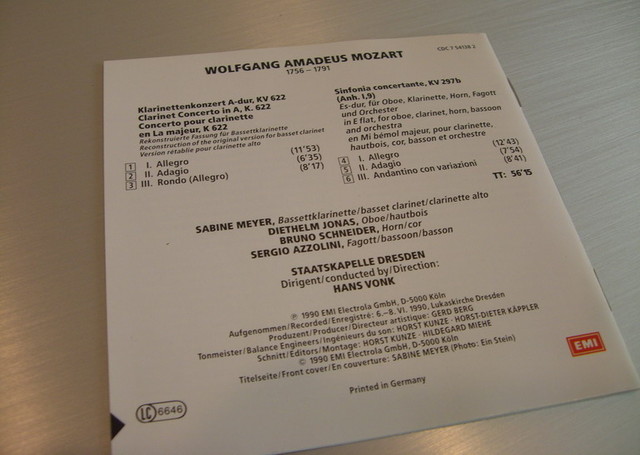 WOLFGANG AMADEUS MOZART
1756 – 1791
CDC 7 54138 2
Klarinettenkonzert A-dur, KV 622
Clarinet Concerto in A, K. 622
Concerto pour clarinette
en La majeur, K 622
Rekonstruierte Fassung für Bassettklarinette
Reconstruction of the original version for basset clarinet
Version rétablie pour clarinette alto
1 I. Allegro (11'53)
2 II. Adagio (6'35)
3 III. Rondo (Allegro) (8'17)
Sinfonia concertante, KV 297b
(Anh. I,9)
Es-dur, für Oboe, Klarinette, Horn, Fagott
und Orchester
in E flat, for oboe, clarinet, horn, bassoon
and orchestra
en Mi bémol majeur, pour clarinette,
hautbois, cor, basson et orchestre
4 I. Allegro (12'43)
5 II. Adagio (7'54)
6 III. Andantino con variazioni (8'41)
TT: 56'15
SABINE MEYER, Bassettklarinette/basset clarinet/clarinette alto
DIETHELM JONAS, Oboe/hautbois
BRUNO SCHNEIDER, Horn/cor
SERGIO AZZOLINI, Fagott/bassoon/basson
STAATSKAPELLE DRESDEN
Dirigent/conducted by/Direction:
HANS VONK
℗ 1990 EMI Electrola GmbH, D-5000 Köln
Aufgenommen/Recorded/Enregistré: 6.–8. VI. 1990, Lukaskirche Dresden
Produzent/Producer/Directeur artistique: GERD BERG
Tonmeister/Balance Engineers/Ingénieurs du son: HORST KUNZE · HORST-DIETER KÄPPLER
Schnitt/Editors/Montage: HORST KUNZE · HILDEGARD MIEHE
© 1990 EMI Electrola GmbH, D-5000 Köln
Titelseite/Front cover/En couverture: SABINE MEYER (Photo: Ein Stein)
Printed in Germany
EMI
LC 6646